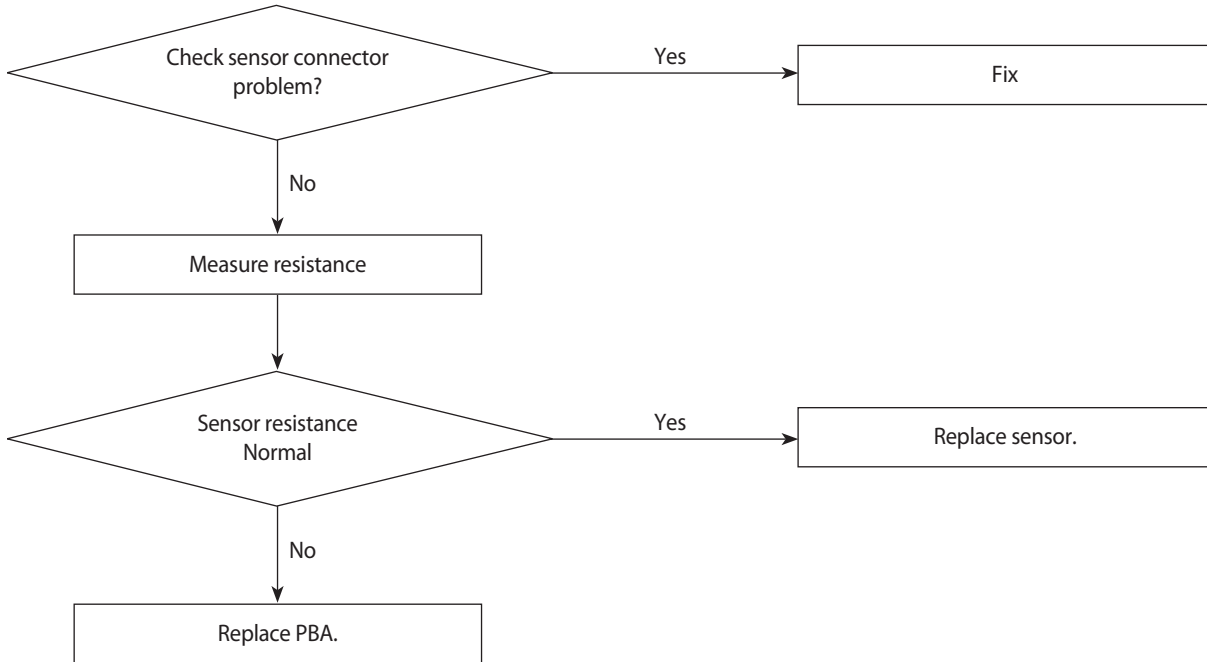 Check sensor connector
problem?
Yes
Fix
No
Measure resistance
Sensor resistance
Normal
Yes
Replace sensor.
No
Replace PBA.